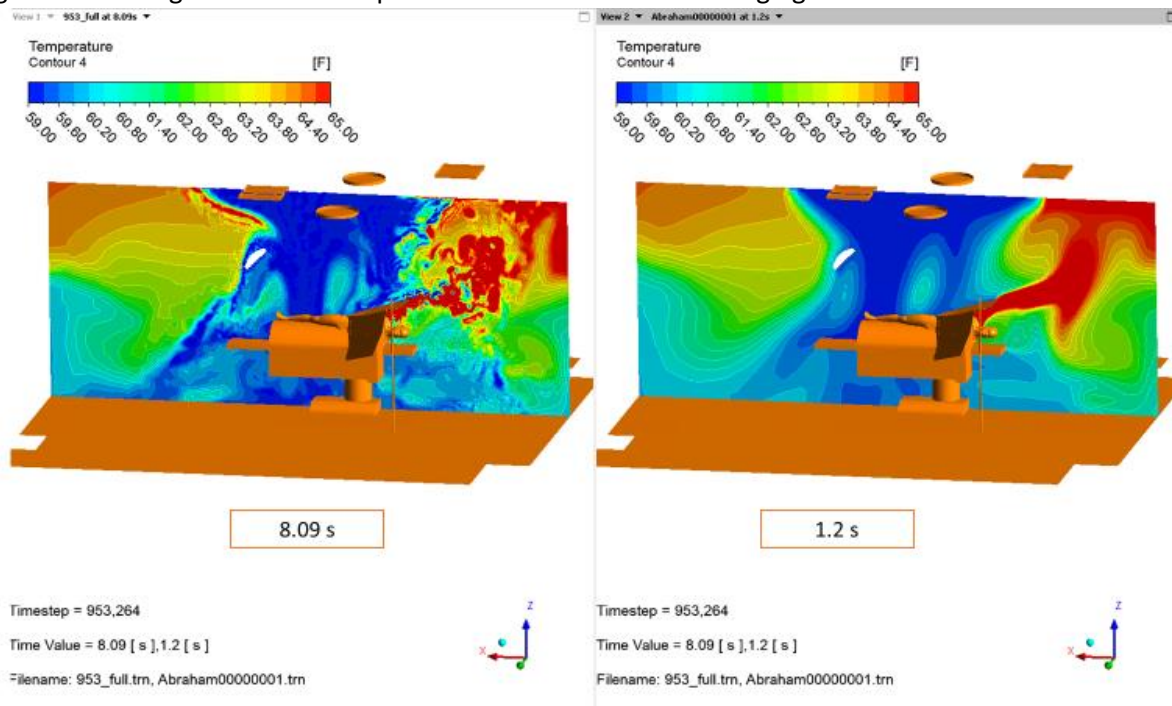 View 1 953_full at 8.09s
View 2 Abraham00000001 at 1.2s
Temperature
Contour 4
[F]
59.00 59.60 60.20 60.80 61.40 62.00 62.60 63.20 63.80 64.40 65.00
Temperature
Contour 4
[F]
59.00 59.60 60.20 60.80 61.40 62.00 62.60 63.20 63.80 64.40 65.00
8.09 s
1.2 s
Timestep = 953,264
Time Value = 8.09 [ s ],1.2 [ s ]
Filename: 953_full.trn, Abraham00000001.trn
Z
X
Timestep = 953,264
Time Value = 8.09 [ s ],1.2 [ s ]
Filename: 953_full.trn, Abraham00000001.trn
Z
X